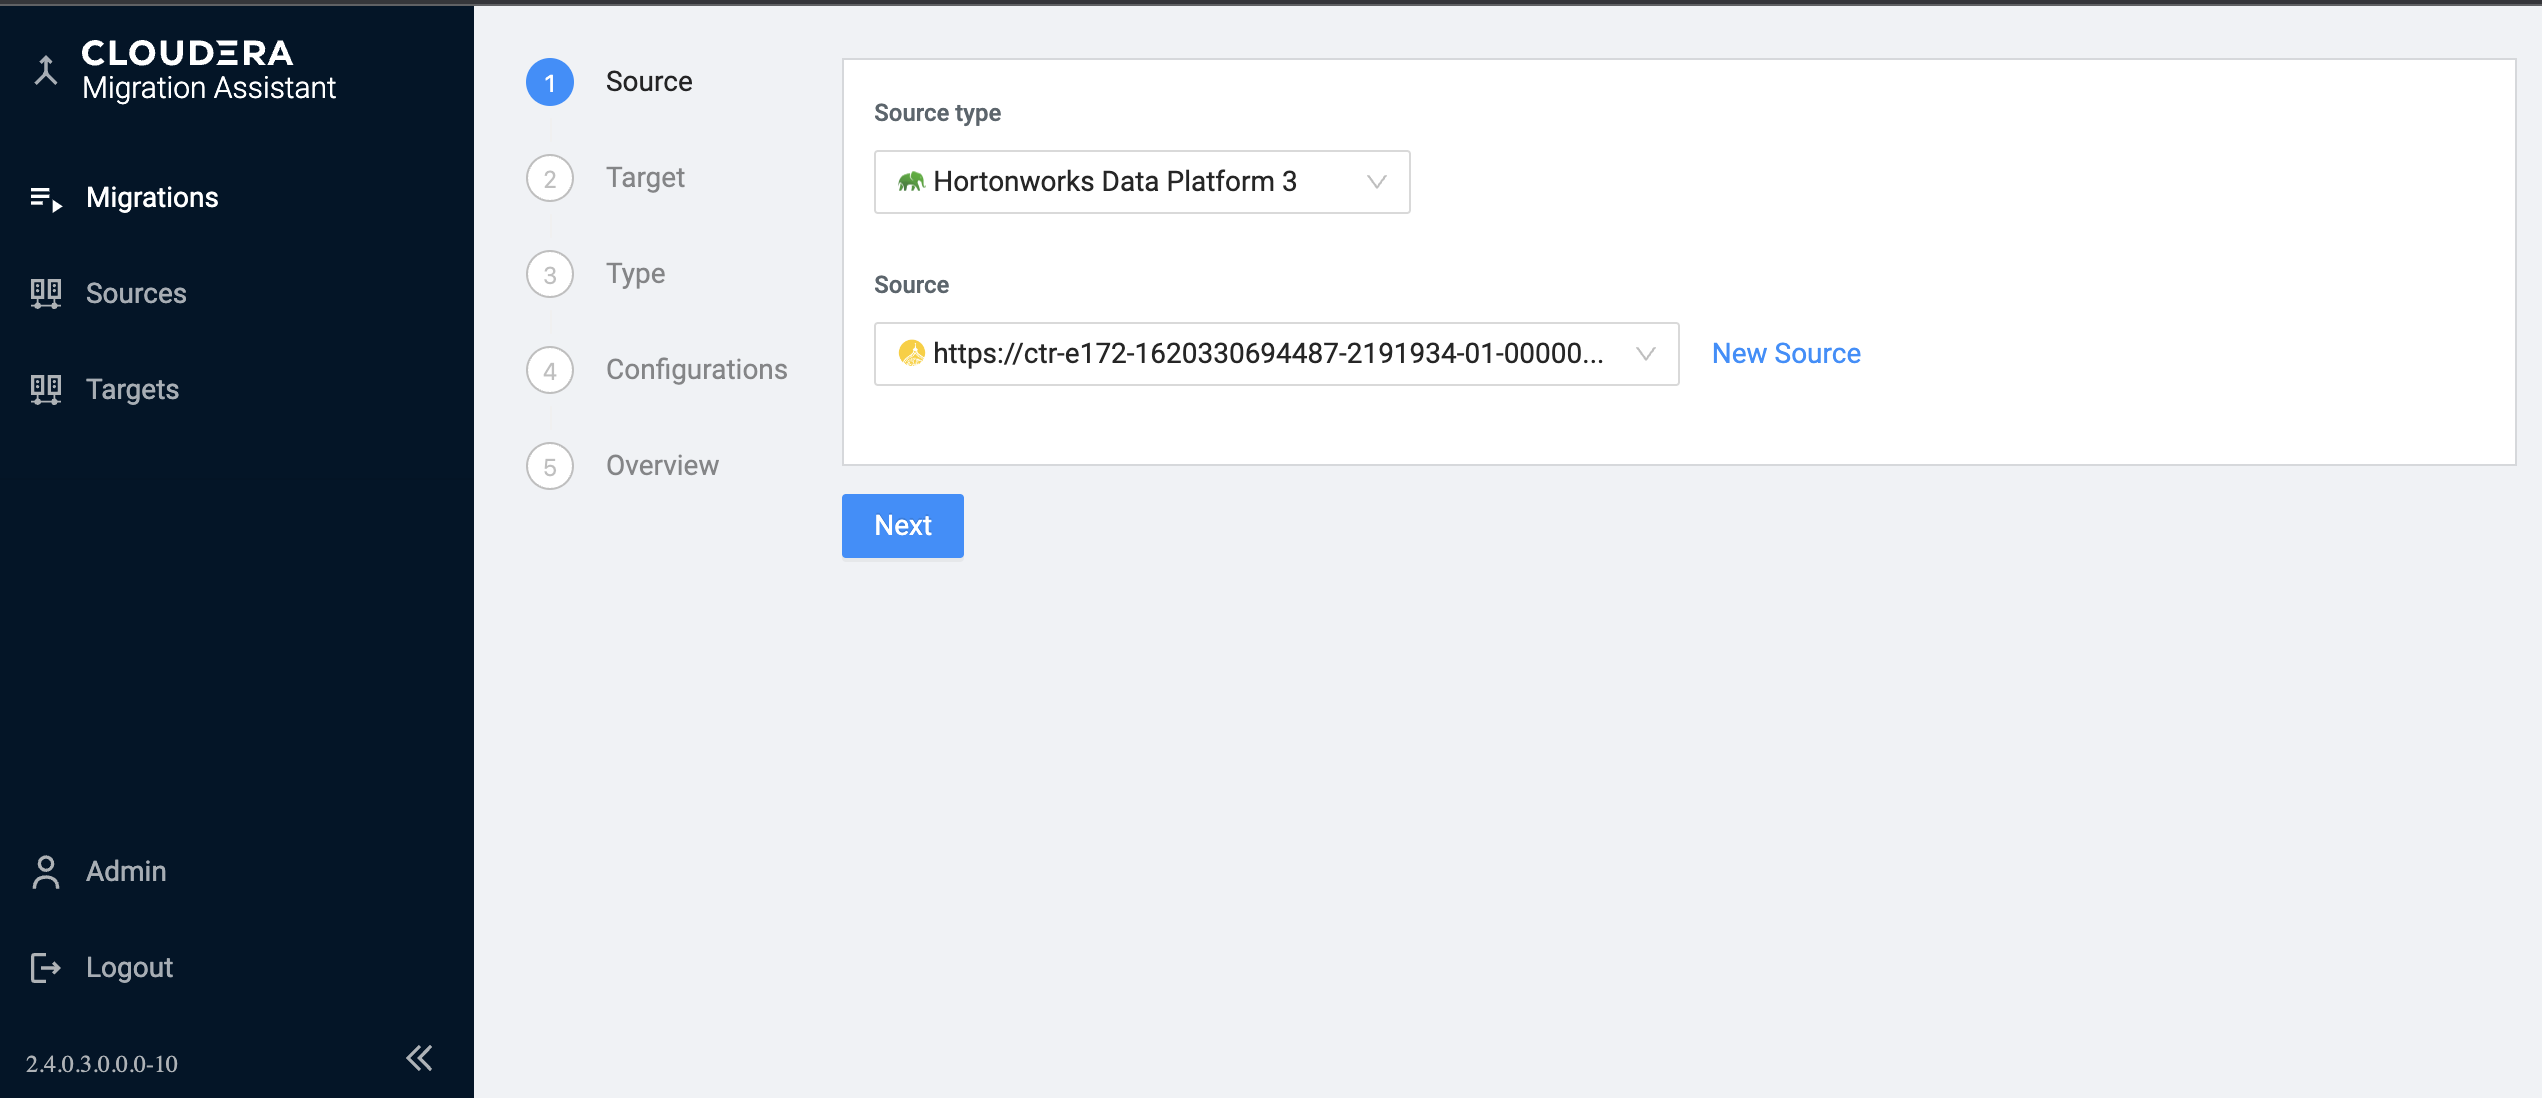 CLOUDERA
Migration Assistant
Migrations
Sources
Targets
Admin
Logout
2.4.0.3.0.0.0-10
1 Source
2 Target
3 Type
4 Configurations
5 Overview
Source type
Hortonworks Data Platform 3
Source
https://ctr-e172-1620330694487-2191934-01-00000...
New Source
Next